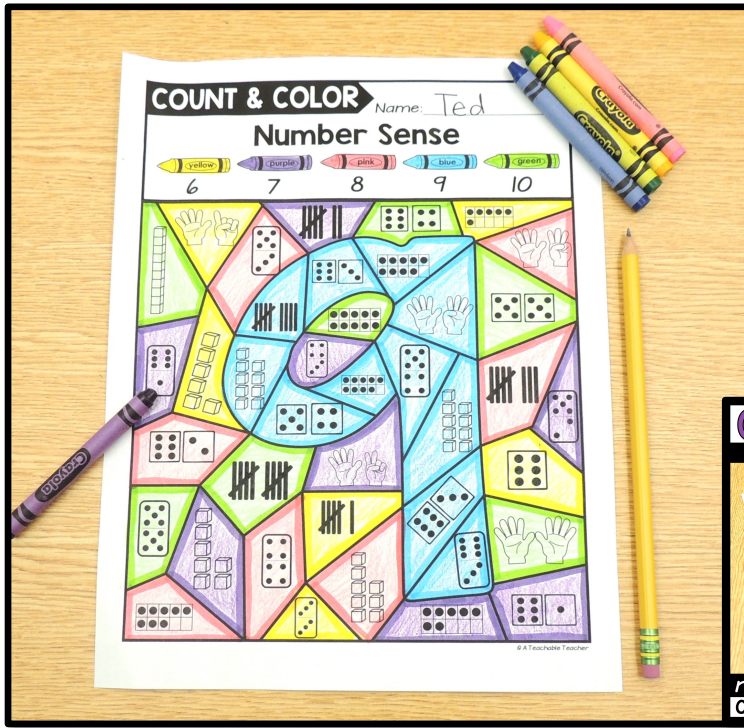 COUNT & COLOR
Name: Ted
Number Sense
yellow purple pink blue green
6 7 8 9 10
Crayola
Crayola
Crayola
© A Teachable Teacher